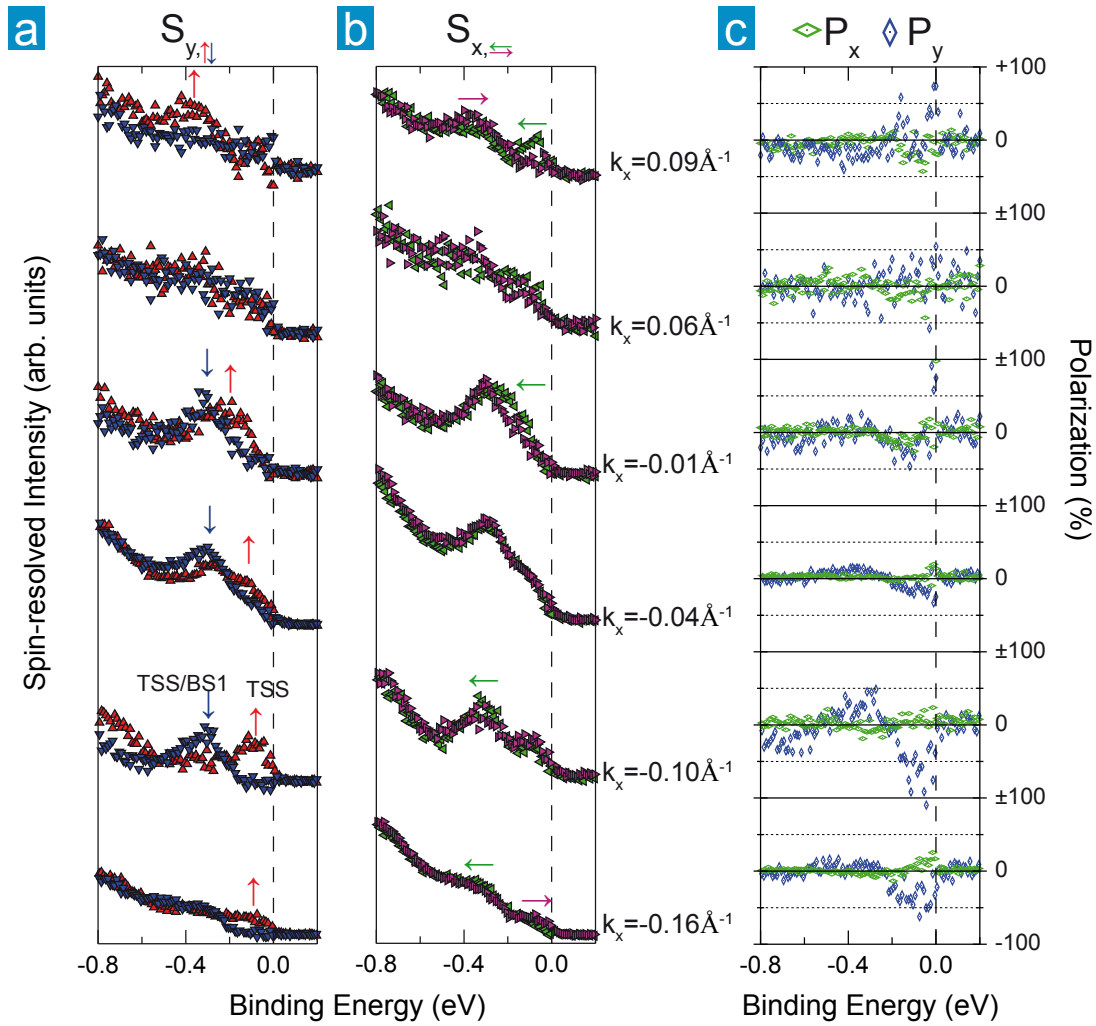 a
S y,↑↓
b
S x,⇆
c
P x P y
+100
0
±100
0
±100
0
±100
0
±100
0
±100
0
-100
k x =0.09Å -1
k x =0.06Å -1
k x =-0.01Å -1
k x =-0.04Å -1
k x =-0.10Å -1
k x =-0.16Å -1
TSS/BS1
TSS
Spin-resolved Intensity (arb. units)
Polarization (%)
-0.8 -0.4 0.0
-0.8 -0.4 0.0
-0.8 -0.4 0.0
Binding Energy (eV)
Binding Energy (eV)
Binding Energy (eV)